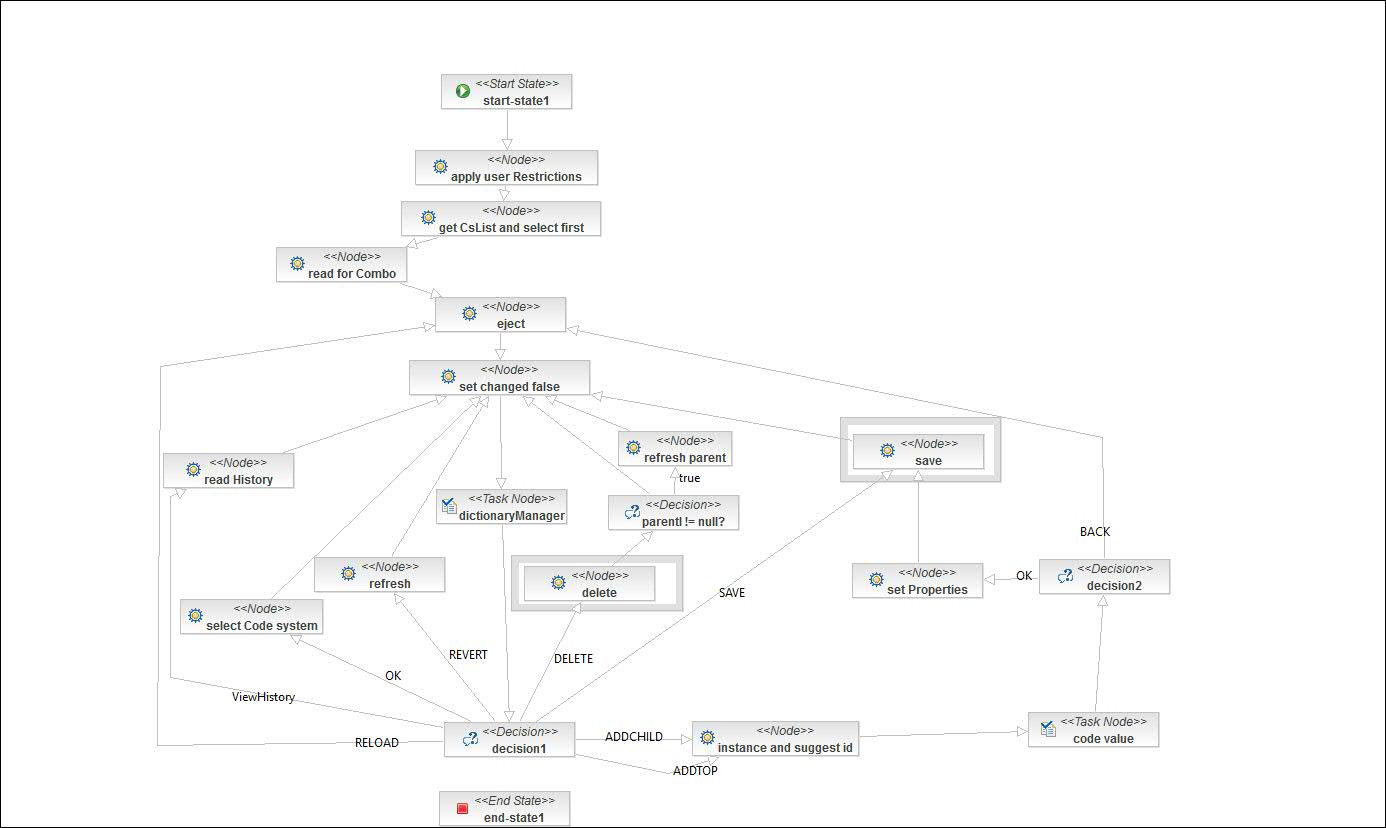 <<Start State>>
start-state1
<<Node>>
apply user Restrictions
<<Node>>
get CsList and select first
<<Node>>
read for Combo
<<Node>>
eject
<<Node>>
set changed false
<<Node>>
refresh parent
<<Node>>
save
<<Node>>
read History
true
<<Task Node>>
dictionaryManager
<<Decision>>
parentI != null?
BACK
<<Node>>
refresh
<<Node>>
delete
<<Node>>
set Properties
OK
<<Decision>>
decision2
SAVE
<<Node>>
select Code system
REVERT
DELETE
OK
ViewHistory
RELOAD
<<Decision>>
decision1
ADDCHILD
ADDTOP
<<Node>>
instance and suggest id
<<Task Node>>
code value
<<End State>>
end-state1